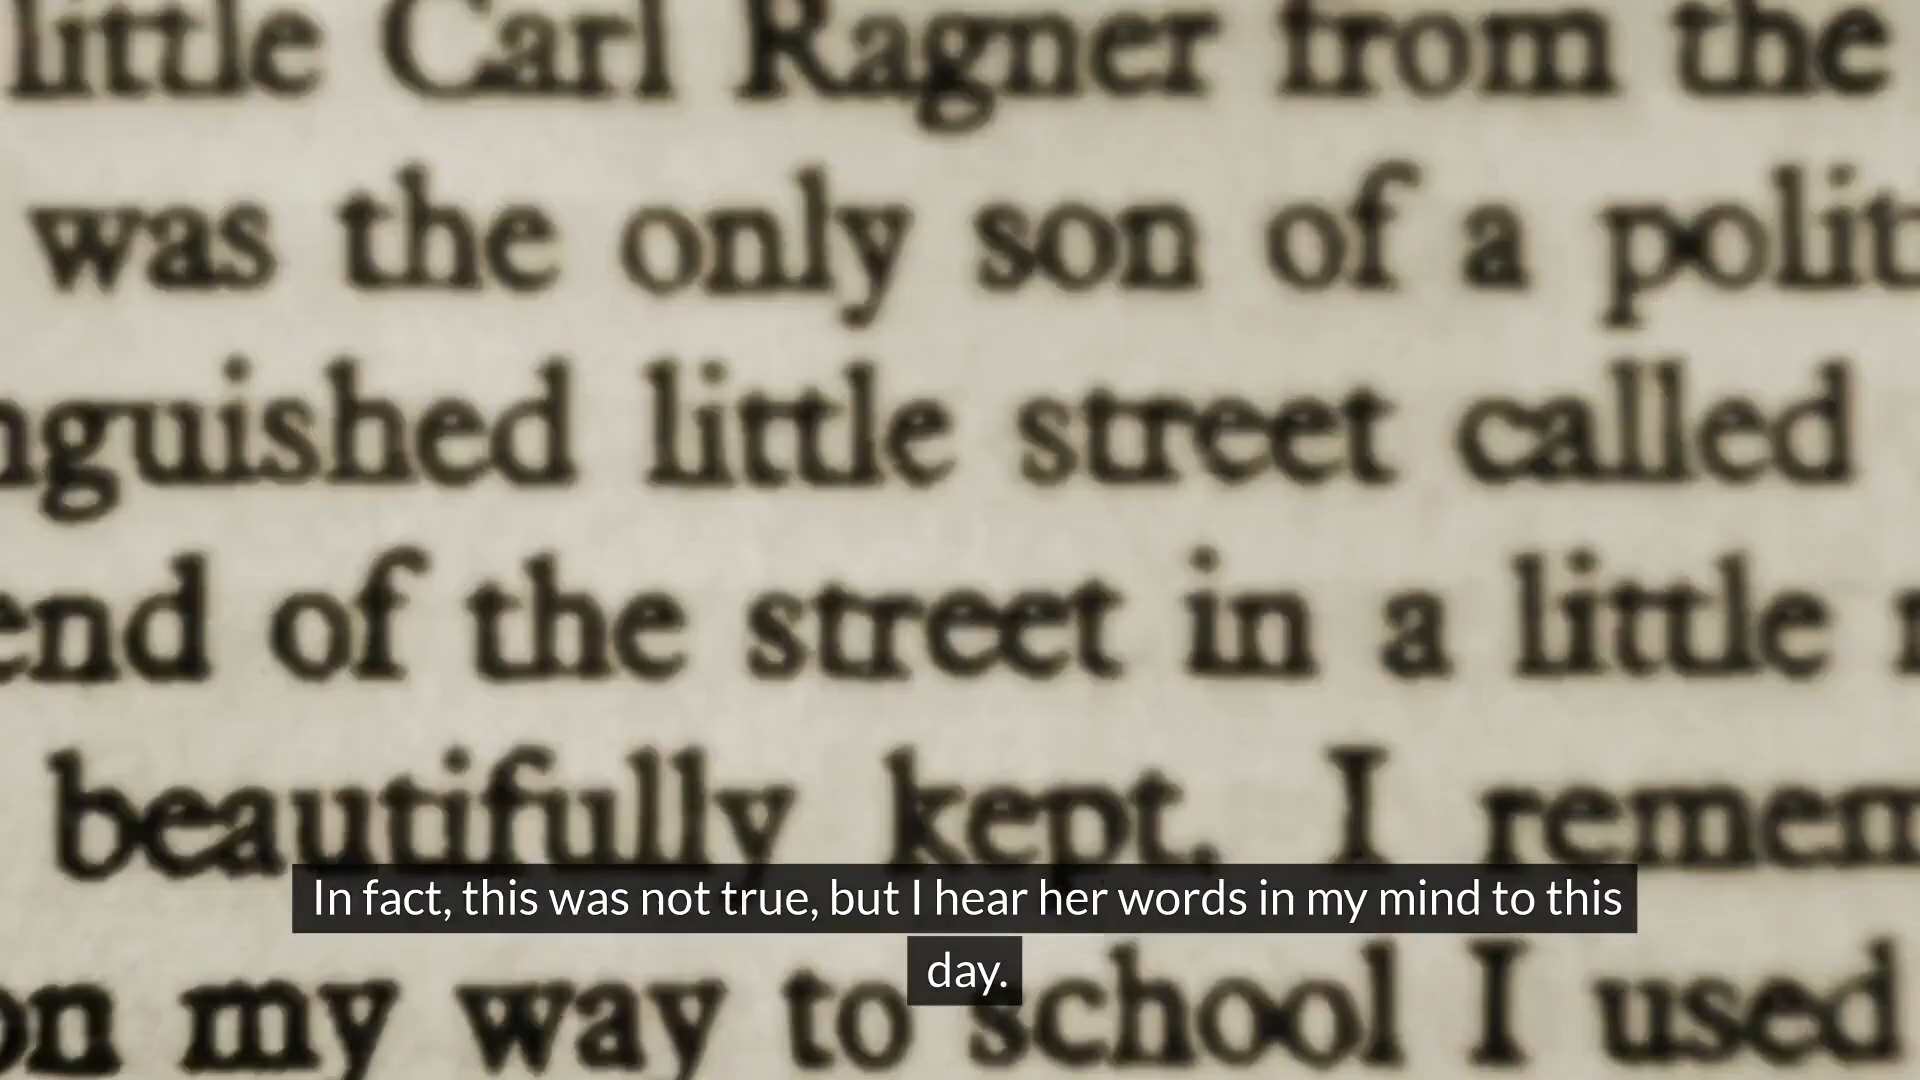 little Carl Ragner from the
was the only son of a polit
nguished little street called
end of the street in a little
beautifully kept. I remem
In fact, this was not true, but I hear her words in my mind to this
day.
on my way to school I used